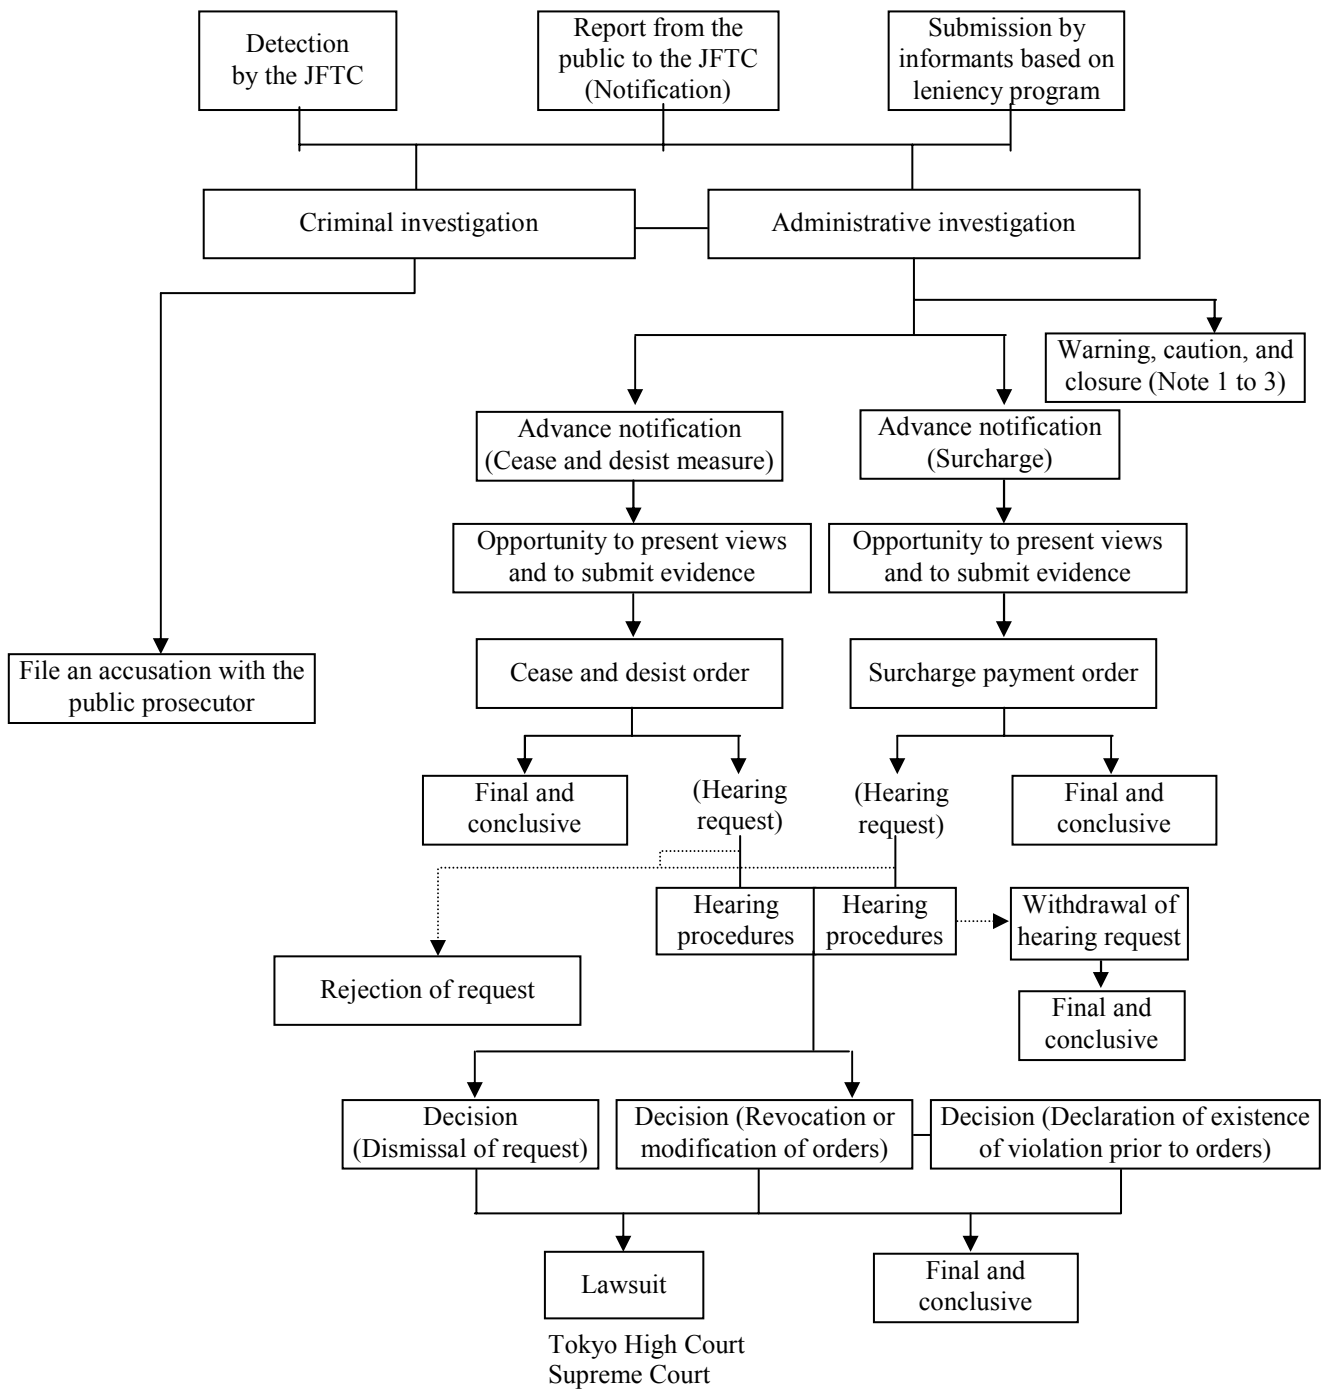 Detection
by the JFTC
Report from the
public to the JFTC
(Notification)
Submission by
informants based on
leniency program
Criminal investigation
Administrative investigation
Warning, caution, and
closure (Note 1 to 3)
Advance notification
(Cease and desist measure)
Advance notification
(Surcharge)
Opportunity to present views
and to submit evidence
Opportunity to present views
and to submit evidence
File an accusation with the
public prosecutor
Cease and desist order
Surcharge payment order
Final and
conclusive
(Hearing
request)
(Hearing
request)
Final and
conclusive
Hearing
procedures
Hearing
procedures
Withdrawal of
hearing request
Rejection of request
Final and
conclusive
Decision
(Dismissal of request)
Decision (Revocation or
modification of orders)
Decision (Declaration of existence
of violation prior to orders)
Lawsuit
Final and
conclusive
Tokyo High Court
Supreme Court